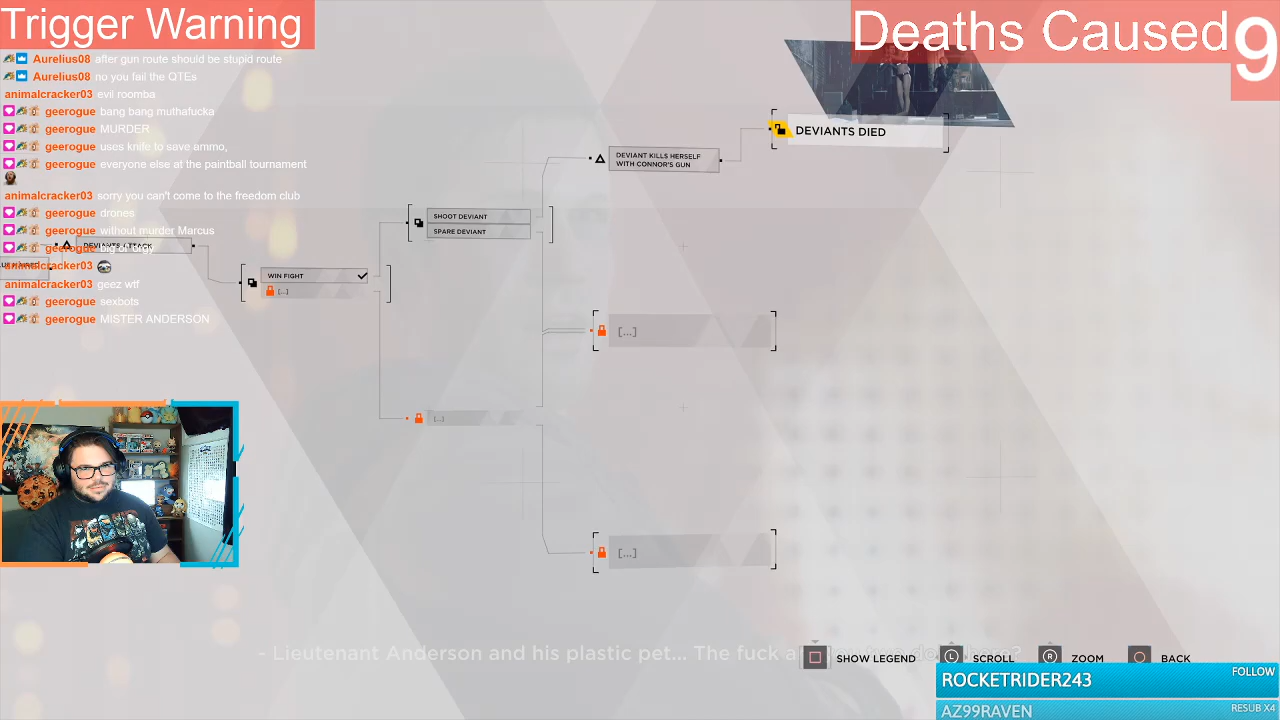 Trigger Warning
Deaths Caused
9
Aurelius08 after gun route should be stupid route
Aurelius08 no you fail the QTEs
animalcracker03 evil roomba
geerogue bang bang muthafucka
geerogue MURDER
geerogue uses knife to save ammo,
geerogue everyone else at the paintball tournament
animalcracker03 sorry you can't come to the freedom club
geerogue drones
geerogue without murder Marcus
geerogue
animalcracker03
animalcracker03 geez wtf
geerogue sexbots
geerogue MISTER ANDERSON
DEVIANTS DIED
DEVIANT KILLS HERSELF
WITH CONNOR'S GUN
SHOOT DEVIANT
SPARE DEVIANT
DEVIANTS ATTACK
WIN FIGHT
[...]
[...]
[...]
[...]
- Lieutenant Anderson and his plastic pet... The fuck
SHOW LEGEND
L
SCROLL
R
ZOOM
BACK
ROCKETRIDER243
FOLLOW
AZ99RAVEN
RESUB X4